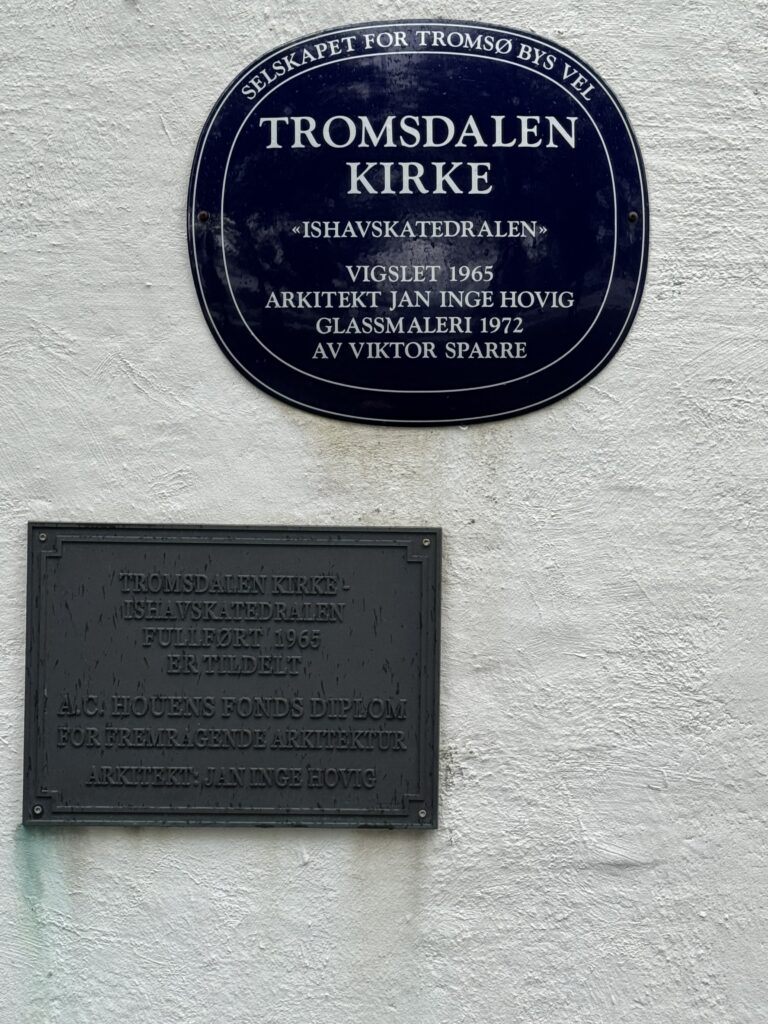 SELSKAPET FOR TROMSØ BYS VEL
TROMSDALEN
KIRKE
«ISHAVSKATEDRALEN»
VIGSLET 1965
ARKITEKT JAN INGE HOVIG
GLASSMALERI 1972
AV VIKTOR SPARRE
TROMSDALEN KIRKE -
ISHAVSKATEDRALEN
FULLFØRT 1965
ER TILDELT
A.C. HOUENS FONDS DIPLOM
FOR FREMRAGENDE ARKITEKTUR
ARKITEKT: JAN INGE HOVIG